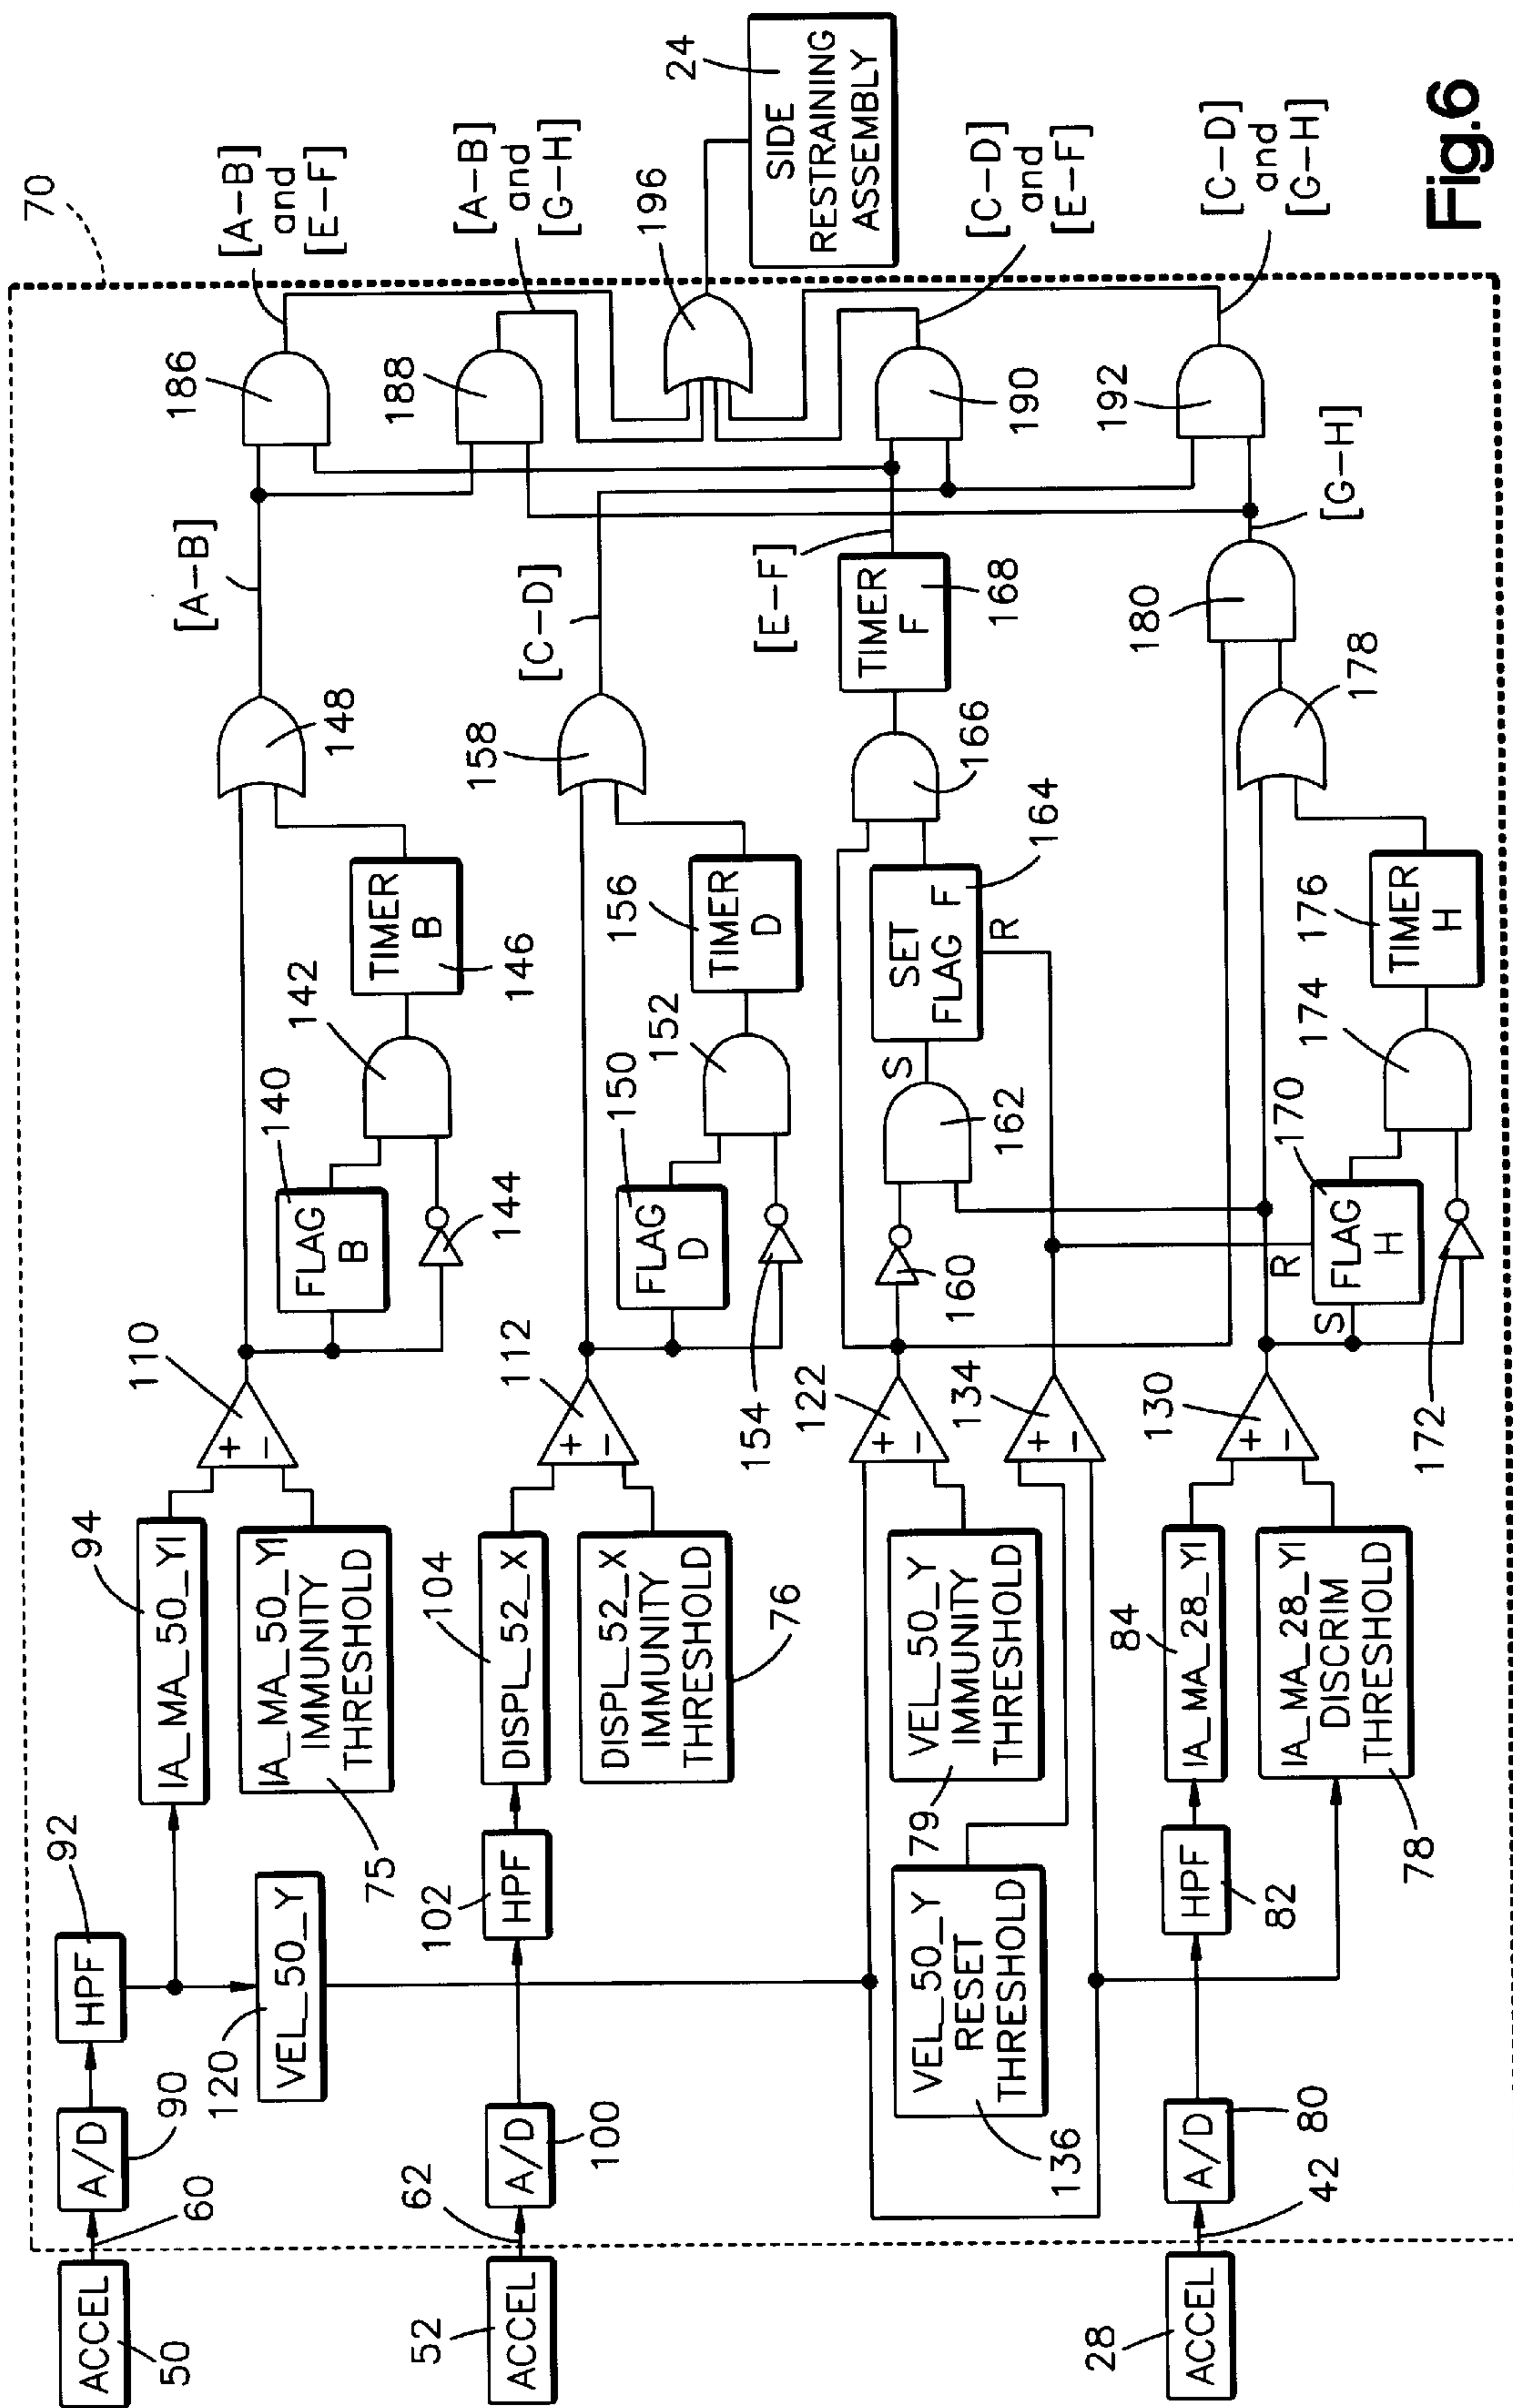 70
ACCEL
50
60
A/D
90
HPF
92
VEL_50_Y
120
IA_MA_50_YI
94
IA_MA_50_YI
IMMUNITY
THRESHOLD
75
+
−
110
FLAG
B
140
142
144
TIMER
B
146
148
[A−B]
186
[A−B]
and
[E−F]
ACCEL
52
62
A/D
100
HPF
102
DISPL_52_X
104
DISPL_52_X
IMMUNITY
THRESHOLD
76
+
−
112
FLAG
D
150
152
154
TIMER
D
156
158
[C−D]
188
[A−B]
and
[G−H]
196
SIDE
RESTRAINING
ASSEMBLY
24
VEL_50_Y
IMMUNITY
THRESHOLD
79
VEL_50_Y
RESET
THRESHOLD
136
+
−
122
+
−
134
160
162
S
SET
FLAG F
R
164
166
TIMER
F
168
[E−F]
190
[C−D]
and
[E−F]
ACCEL
28
42
A/D
80
HPF
82
IA_MA_28_YI
84
IA_MA_28_YI
DISCRIM
THRESHOLD
78
+
−
130
S
R
FLAG
H
170
172
174
TIMER
H
176
178
180
[G−H]
192
[C−D]
and
[G−H]
Fig.6